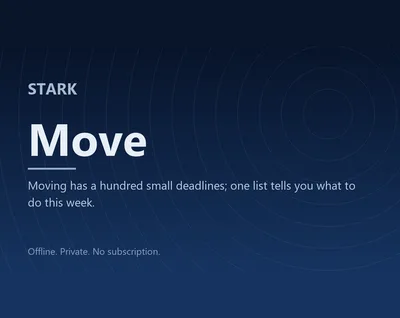 STARK
Move
Moving has a hundred small deadlines; one list tells you what to
do this week.
Offline. Private. No subscription.